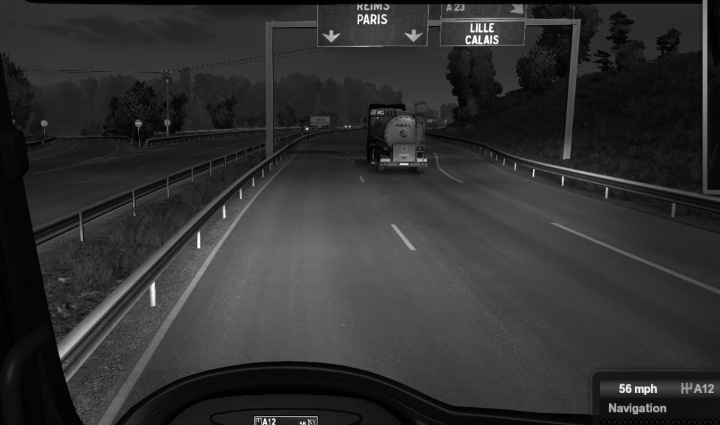 REIMS
PARIS
A 23
LILLE
CALAIS
56 mph
A12
Navigation
A12